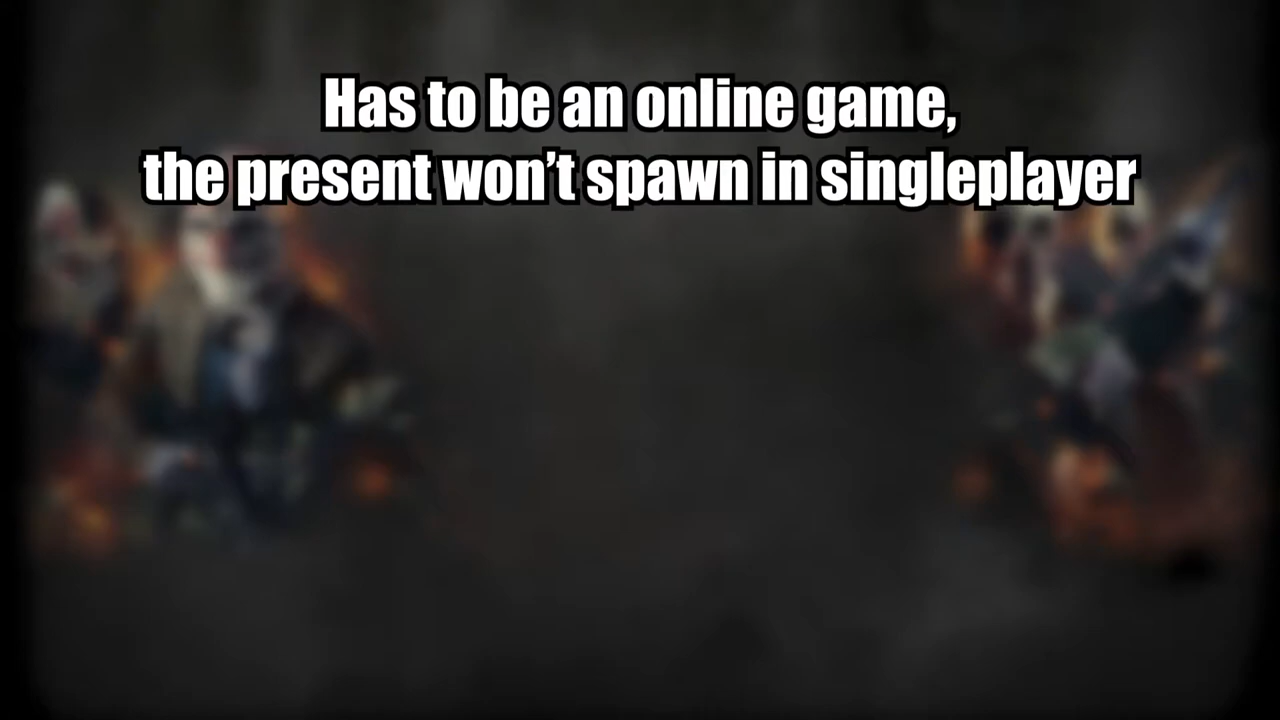 Has to be an online game,
the present won’t spawn in singleplayer